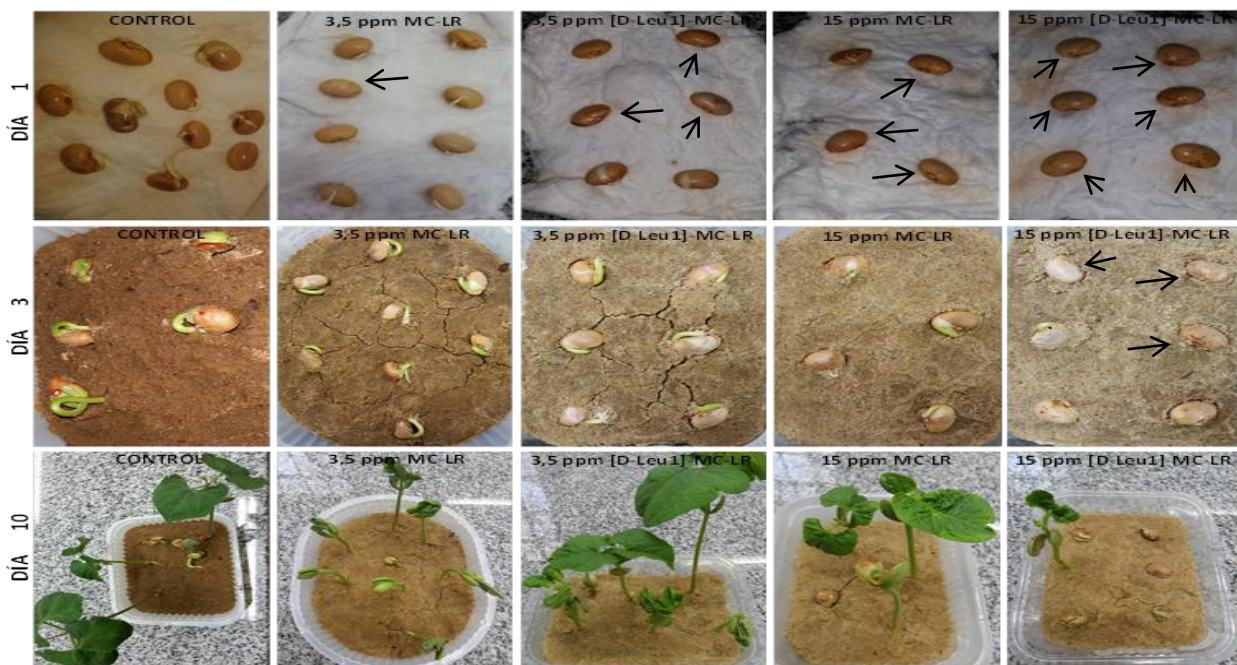 CONTROL
3,5 ppm MC-LR
3,5 ppm [D-Leu1]-MC-LR
15 ppm MC-LR
15 ppm [D-Leu1]-MC-LR
DÍA 1
CONTROL
3,5 ppm MC-LR
3,5 ppm [D-Leu1]-MC-LR
15 ppm MC-LR
15 ppm [D-Leu1]-MC-LR
DÍA 3
CONTROL
3,5 ppm MC-LR
3,5 ppm [D-Leu1]-MC-LR
15 ppm MC-LR
15 ppm [D-Leu1]-MC-LR
DÍA 10